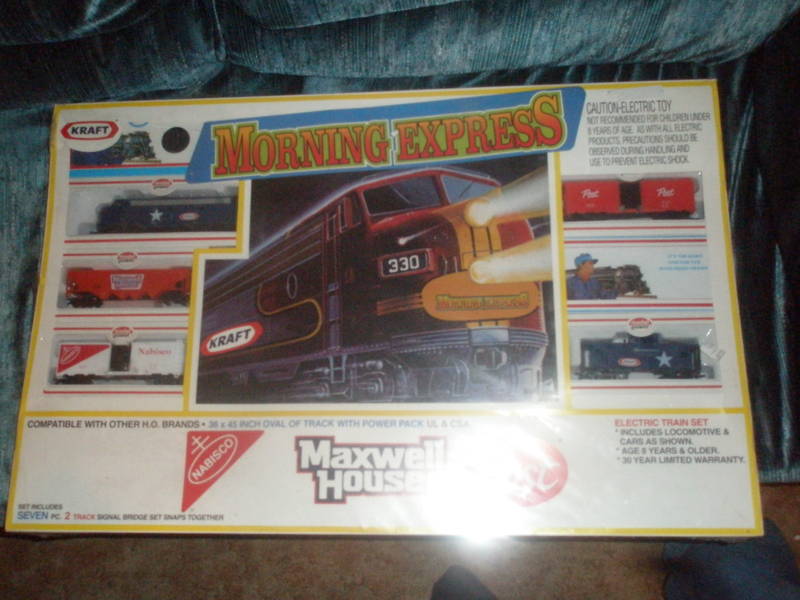 KRAFT
MORNING EXPRESS
CAUTION-ELECTRIC TOY
NOT RECOMMENDED FOR CHILDREN UNDER
8 YEARS OF AGE. AS WITH ALL ELECTRIC
PRODUCTS, PRECAUTIONS SHOULD BE
OBSERVED DURING HANDLING AND
USE TO PREVENT ELECTRIC SHOCK.
KRAFT
Post
Post
MAXWELL HOUSE
330
KRAFT
Nabisco
KRAFT
COMPATIBLE WITH OTHER H.O. BRANDS • 36 x 45 INCH OVAL OF TRACK WITH POWER PACK UL & CSA.
ELECTRIC TRAIN SET
* INCLUDES LOCOMOTIVE &
CARS AS SHOWN.
* AGE 8 YEARS & OLDER.
* 30 YEAR LIMITED WARRANTY.
NABISCO
Maxwell
House
SET INCLUDES
SEVEN PC. 2 TRACK SIGNAL BRIDGE SET SNAPS TOGETHER